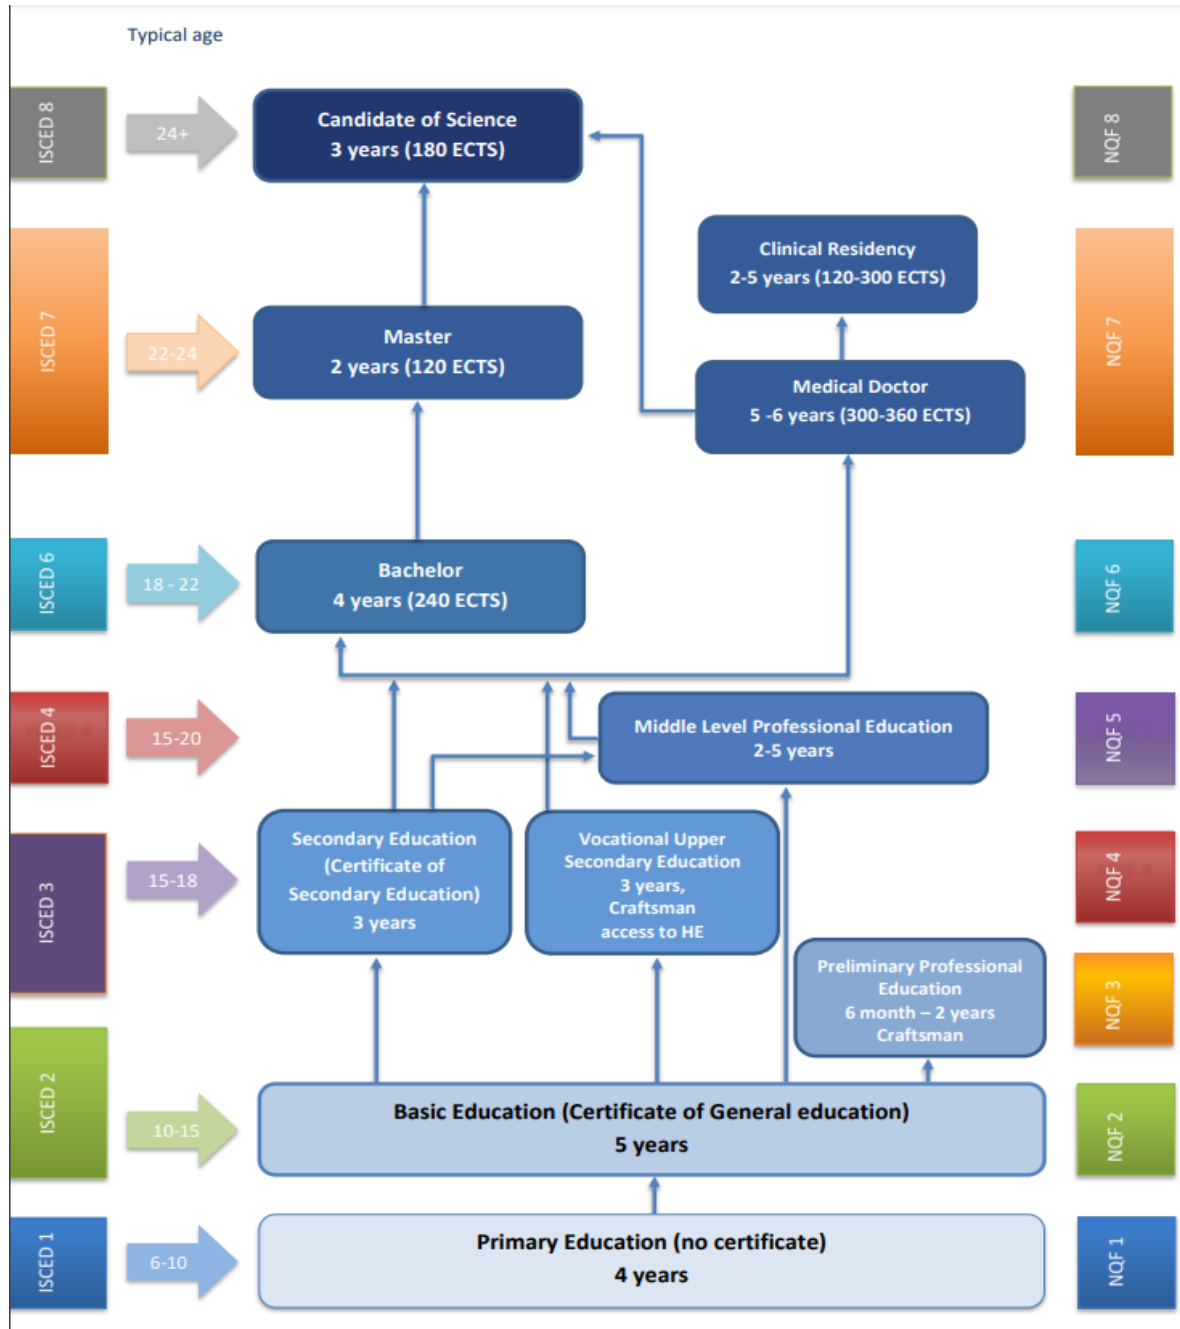 Typical age
ISCED 8
24+
Candidate of Science
3 years (180 ECTS)
NQF 8
Clinical Residency
2-5 years (120-300 ECTS)
ISCED 7
22-24
Master
2 years (120 ECTS)
Medical Doctor
5 -6 years (300-360 ECTS)
NQF 7
ISCED 6
18 - 22
Bachelor
4 years (240 ECTS)
NQF 6
ISCED 4
15-20
Middle Level Professional Education
2-5 years
NQF 5
ISCED 3
15-18
Secondary Education
(Certificate of
Secondary Education)
3 years
Vocational Upper
Secondary Education
3 years,
Craftsman
access to HE
NQF 4
Preliminary Professional
Education
6 month – 2 years
Craftsman
NQF 3
ISCED 2
10-15
Basic Education (Certificate of General education)
5 years
NQF 2
ISCED 1
6-10
Primary Education (no certificate)
4 years
NQF 1